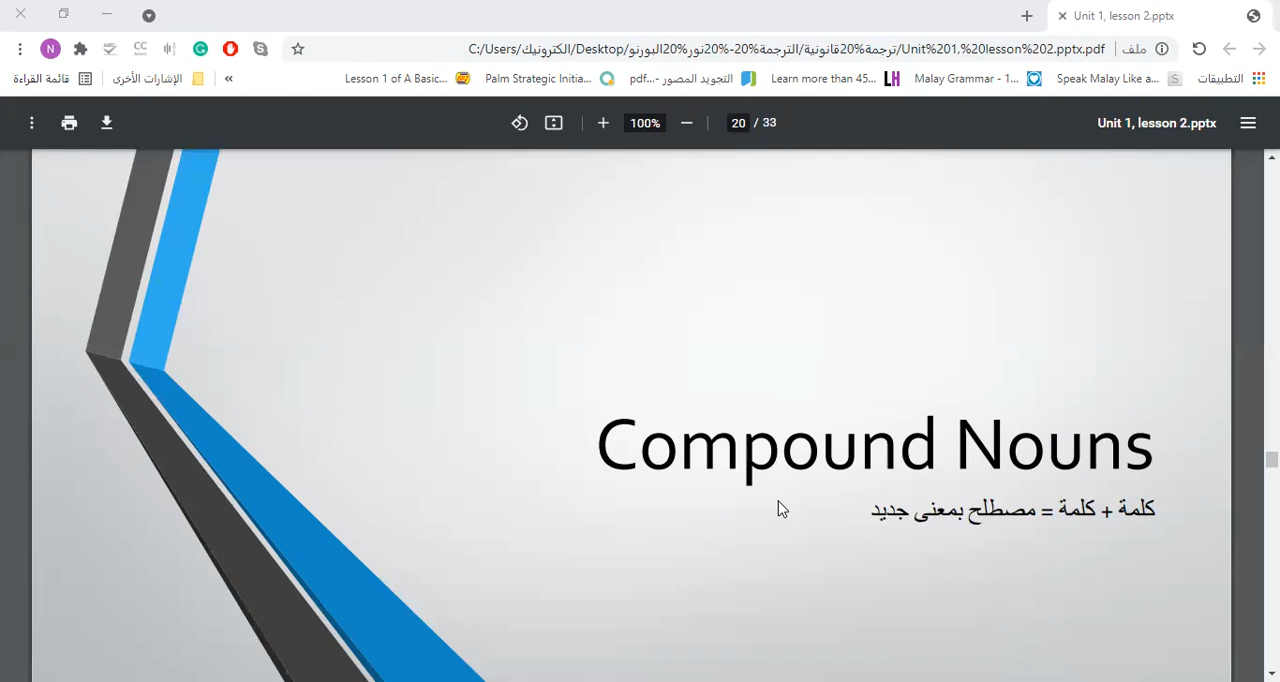 Unit 1, lesson 2.pptx
C:/Users/الكترونيك/Desktop/ترجمة%20قانونية/الترجمة%20-%20نور%20البورنو/Unit%201,%20lesson%202.pptx.pdf
ملف
N
CC
التطبيقات
Speak Malay Like a...
Malay Grammar - 1...
Learn more than 45...
التجويد المصور -...pdf
Palm Strategic Initia...
Lesson 1 of A Basic...
»
الإشارات الأخرى
قائمة القراءة
Unit 1, lesson 2.pptx
20 / 33
100%
Compound Nouns
كلمة + كلمة = مصطلح بمعنى جديد